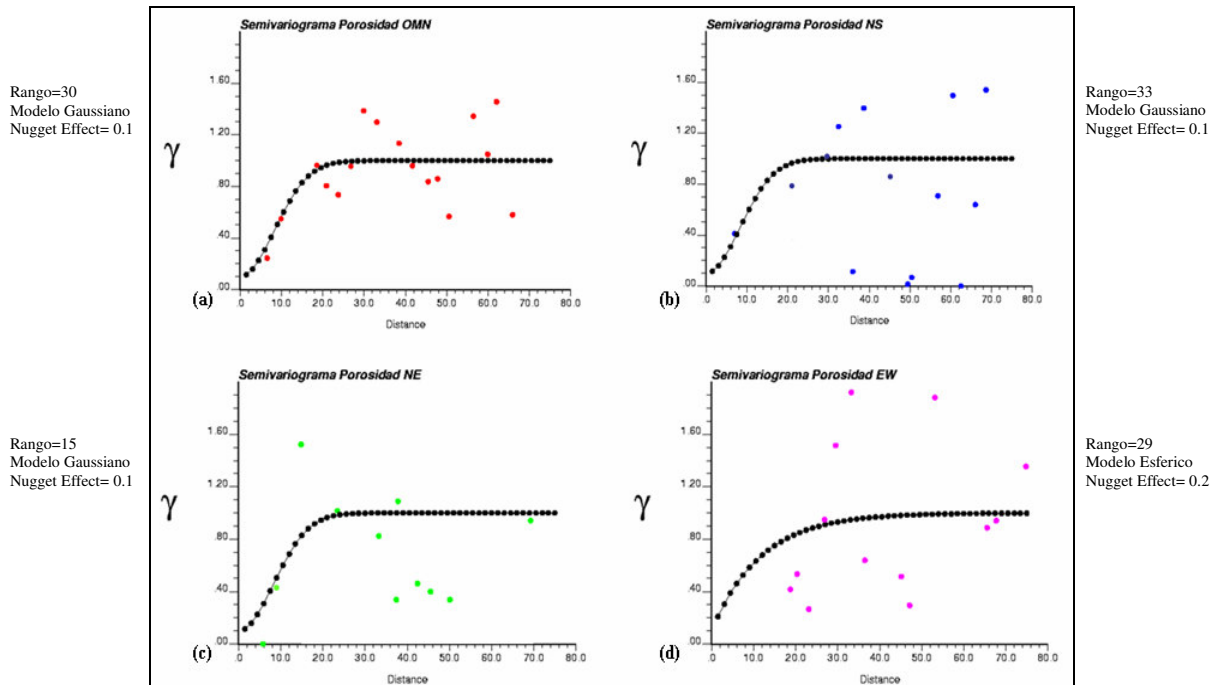 Rango=30
Modelo Gaussiano
Nugget Effect= 0.1
Semivariograma Porosidad OMN
γ
1.60
1.20
.80
.40
.00
.0 10.0 20.0 30.0 40.0 50.0 60.0 70.0 80.0
(a)
Distance
Semivariograma Porosidad NS
γ
1.60
1.20
.80
.40
.00
.0 10.0 20.0 30.0 40.0 50.0 60.0 70.0 80.0
(b)
Distance
Rango=33
Modelo Gaussiano
Nugget Effect= 0.1
Rango=15
Modelo Gaussiano
Nugget Effect= 0.1
Semivariograma Porosidad NE
γ
1.60
1.20
.80
.40
.00
.0 10.0 20.0 30.0 40.0 50.0 60.0 70.0 80.0
(c)
Distance
Semivariograma Porosidad EW
γ
1.60
1.20
.80
.40
.00
.0 10.0 20.0 30.0 40.0 50.0 60.0 70.0 80.0
(d)
Distance
Rango=29
Modelo Esferico
Nugget Effect= 0.2